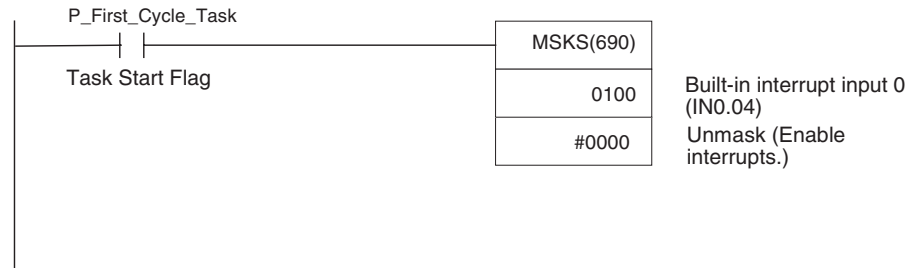 P_First_Cycle_Task
MSKS(690)
Task Start Flag
0100
Built-in interrupt input 0
(IN0.04)
#0000
Unmask (Enable
interrupts.)